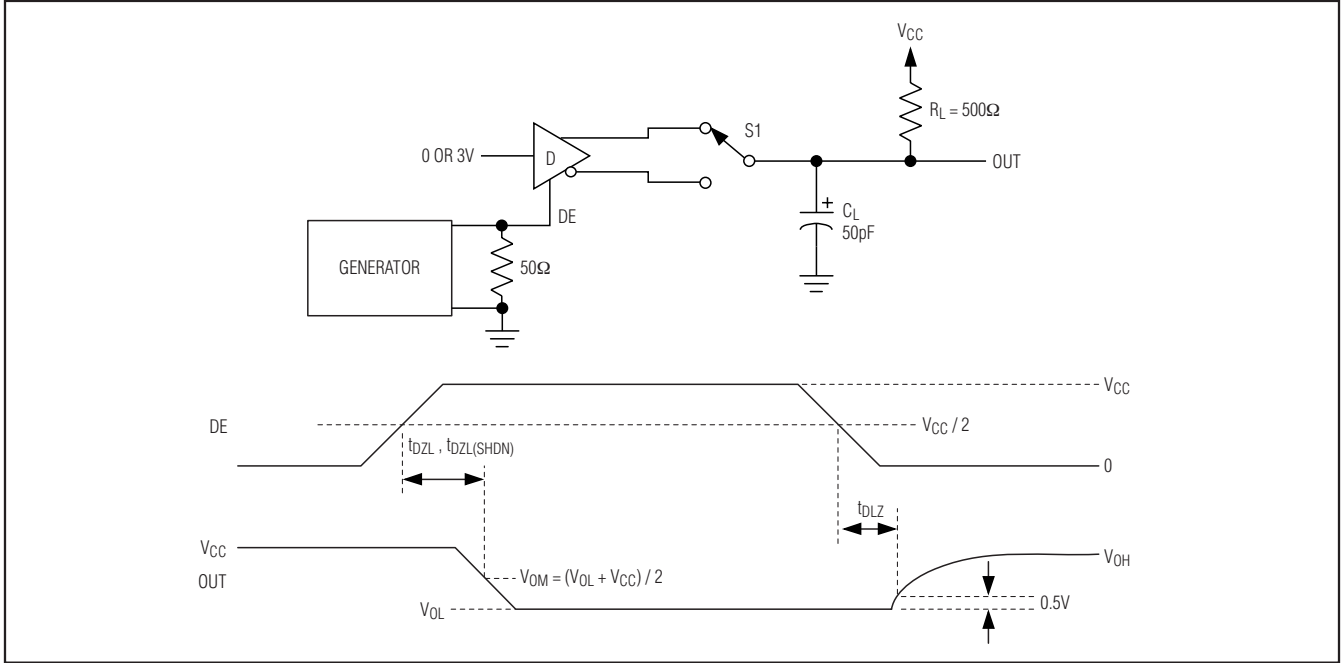 VCC
RL = 500Ω
S1
0 OR 3V
D
OUT
+
CL
50pF
DE
GENERATOR
50Ω
VCC
DE
VCC / 2
tDZL , tDZL(SHDN)
0
tDLZ
VCC
OUT
VOM = (VOL + VCC) / 2
VOH
VOL
0.5V